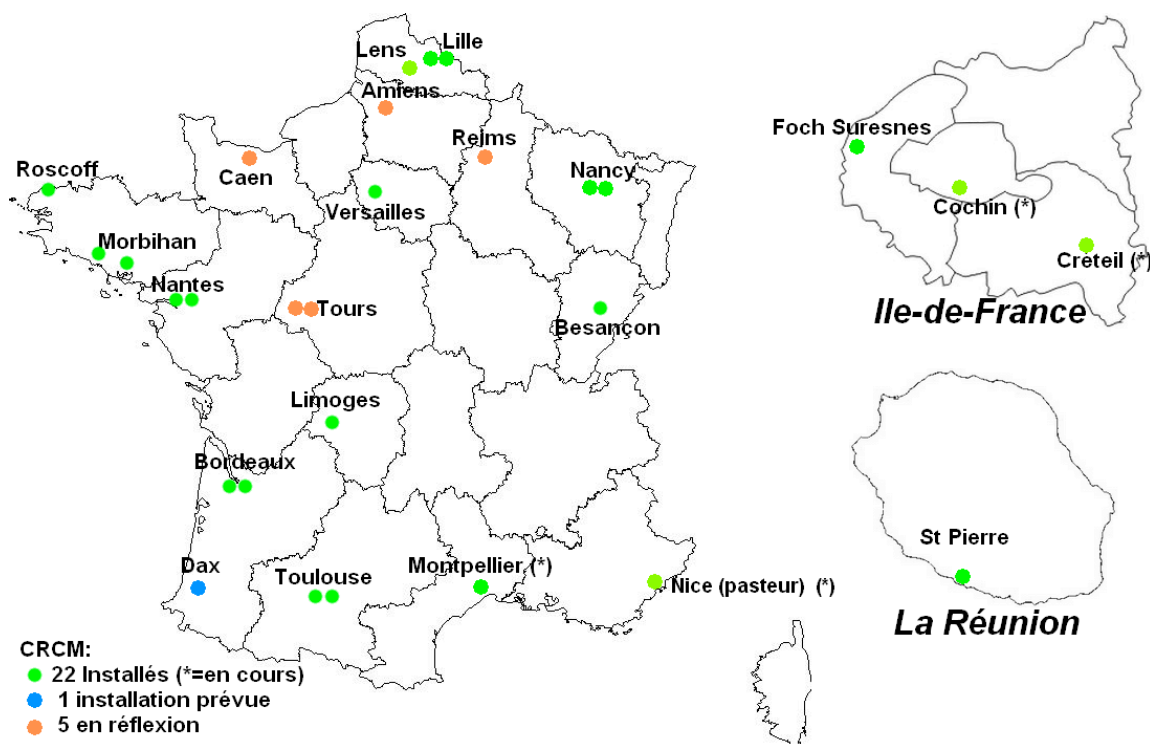 Lens
Lille
Amiens
Reims
Caen
Nancy
Roscoff
Versailles
Morbihan
Nantes
Tours
Besançon
Limoges
Bordeaux
Dax
Toulouse
Montpellier (*)
Nice (pasteur) (*)
CRCM:
22 Installés (*=en cours)
1 installation prévue
5 en réflexion
Foch Suresnes
Cochin (*)
Créteil (*)
Ile-de-France
St Pierre
La Réunion